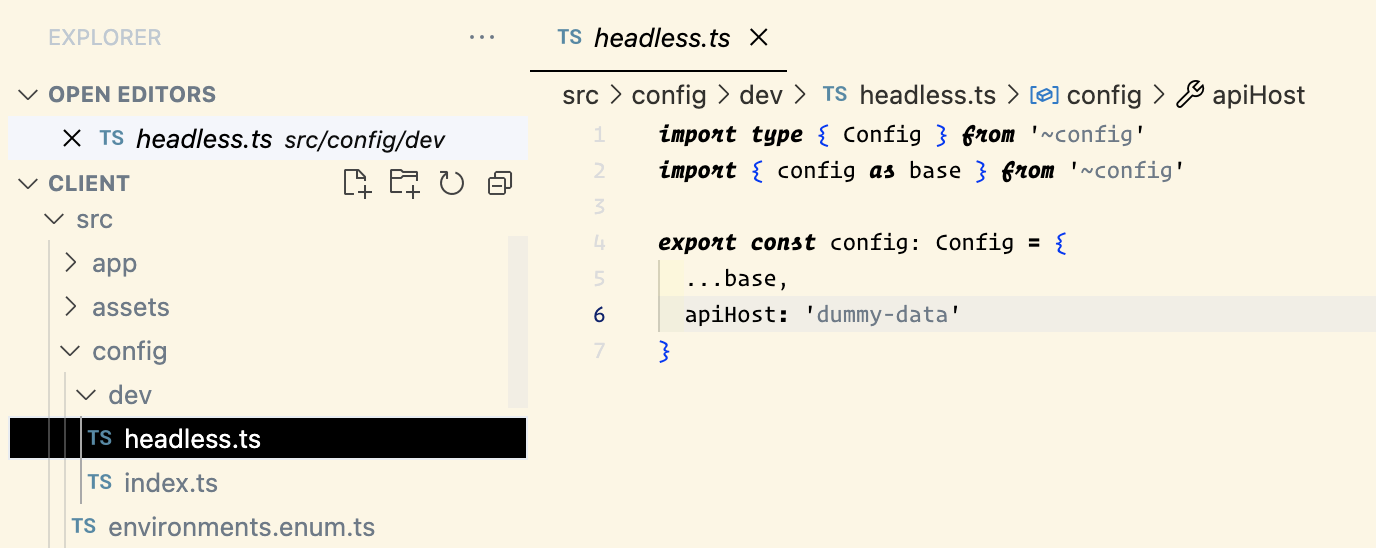 EXPLORER ...
OPEN EDITORS
TS headless.ts src/config/dev
CLIENT
src
app
assets
config
dev
TS headless.ts
TS index.ts
TS environments.enum.ts
TS headless.ts
src > config > dev > TS headless.ts > config > apiHost
1 import type { Config } from '~config'
2 import { config as base } from '~config'
3
4 export const config: Config = {
5 ...base,
6 apiHost: 'dummy-data'
7 }